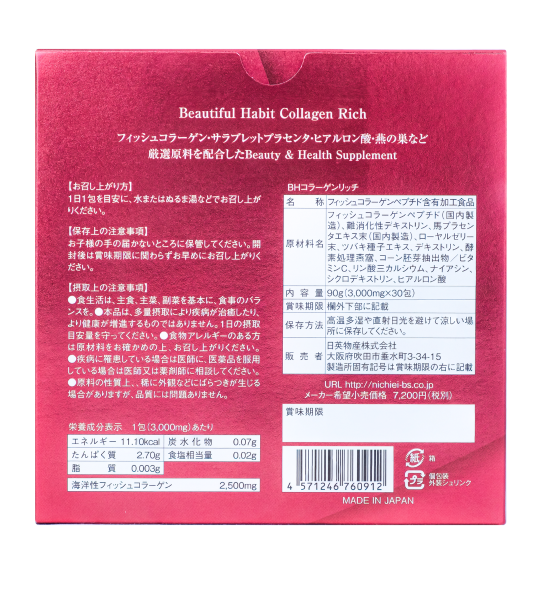 Beautiful Habit Collagen Rich
フィッシュコラーゲン・サラブレットプラセンタ・ヒアルロン酸・燕の巣など
厳選原料を配合したBeauty & Health Supplement
【お召し上がり方】
1日1包を目安に、水またはぬるま湯などでお召し上が
りください。
【保存上の注意事項】
お子様の手の届かないところに保管してください。開
封後は賞味期限に関わらずお早めにお召し上がりく
ださい。
【摂取上の注意事項】
●食生活は、主食、主菜、副菜を基本に、食事のバラ
ンスを。●本品は、多量摂取により疾病が治癒したり、
より健康が増進するものではありません。1日の摂取
目安量を守ってください。●食物アレルギーのある方
は原材料をお確かめの上、お召し上がりください。
●疾病に罹患している場合は医師に、医薬品を服用
している場合は医師又は薬剤師に相談してください。
●原料の性質上、、稀に外観などにばらつきが生じる
場合がありますが、品質には問題ありません。
栄養成分表示 1包(3,000mg)あたり
エネルギー 11.10kcal 炭水化物 0.07g
たんぱく質 2.70g 食塩相当量 0.02g
脂質 0.003g
海洋性フィッシュコラーゲン 2,500mg
BHコラーゲンリッチ
名称 フィッシュコラーゲンペプチド含有加工食品
原材料名 フィッシュコラーゲンペプチド(国内製
造)、難消化性デキストリン、馬プラセン
タエキス末(国内製造)、ローヤルゼリー
末、ツバキ種子エキス、デキストリン、酵
素処理燕窩、コーン胚芽抽出物／ビタ
ミンC、リン酸三カルシウム、ナイアシン、
シクロデキストリン、ヒアルロン酸
内容量 90g(3,000mg×30包)
賞味期限 欄外下部に記載
保存方法 高温多湿や直射日光を避けて涼しい場
所に保存してください。
販売者 日英物産株式会社
大阪府吹田市垂水町3-34-15
製造所固有記号は賞味期限の右に記載
URL http://nichiei-bs.co.jp
メーカー希望小売価格 7,200円(税別)
賞味期限
4 571246 760912
紙 箱
プラ 個包装
外装シュリンク
MADE IN JAPAN